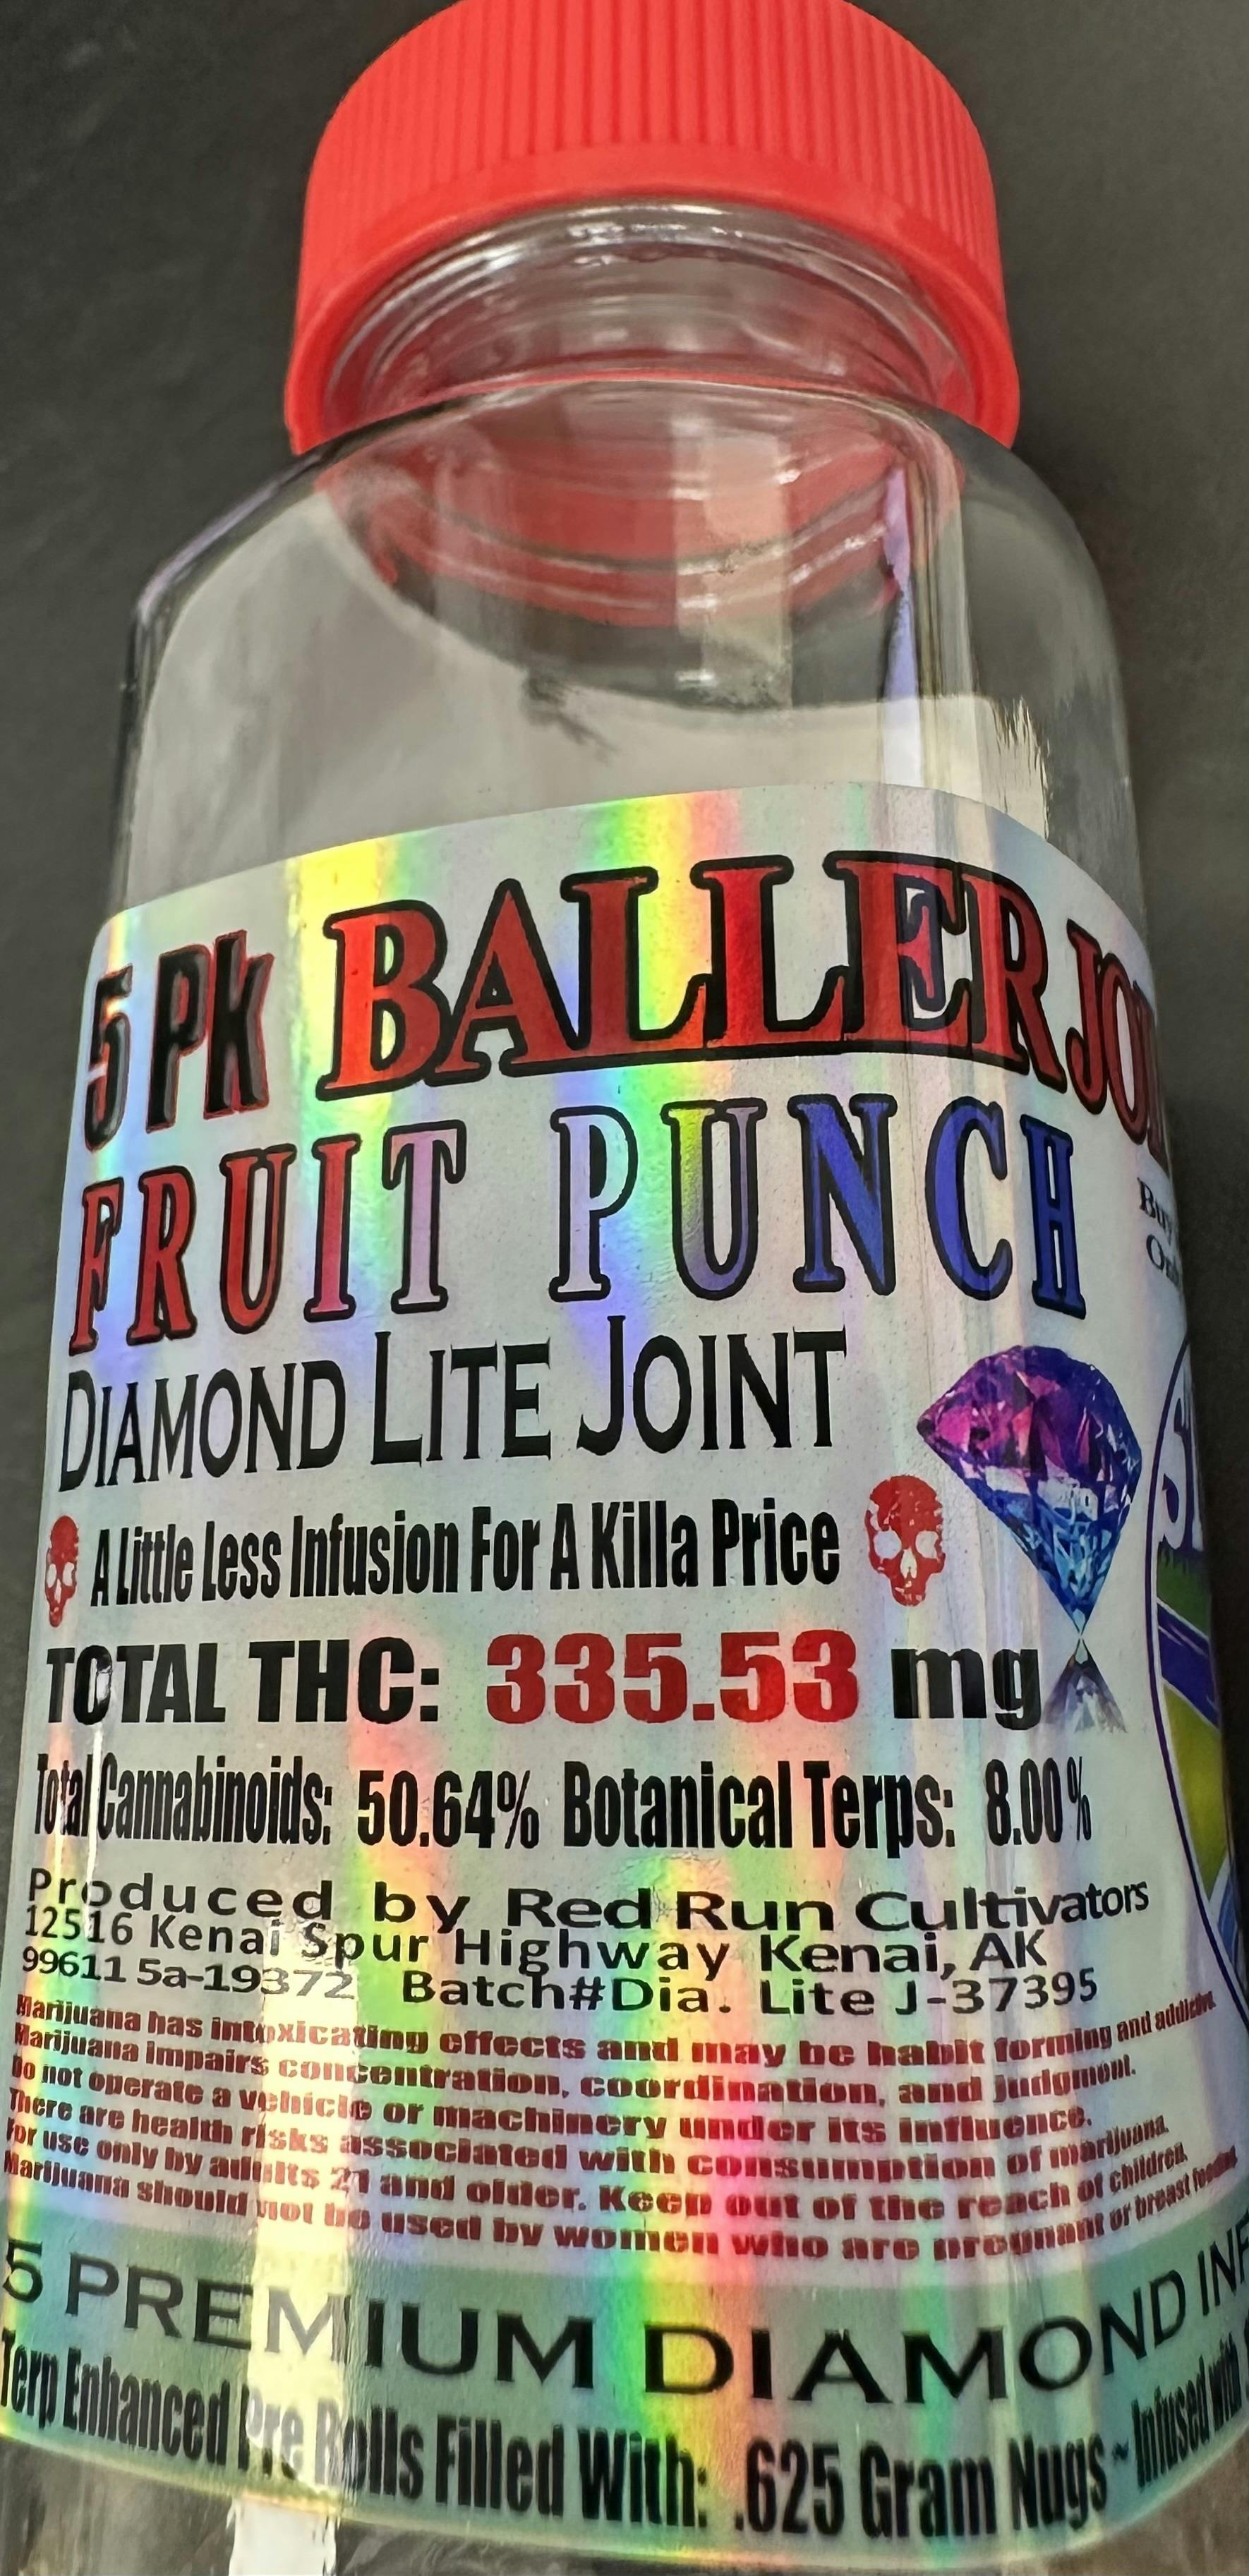 5 Pk BALLER
FRUIT PUNCH
DIAMOND LITE JOINT
A Little Less Infusion For A Killa Price
TOTAL THC: 335.53 mg
Total Cannabinoids: 50.64% Botanical Terps: 8.00%
Produced by Red Run Cultivators
12516 Kenai Spur Highway Kenai, AK
99611 5a-19372 Batch#Dia. Lite J-37395
Marijuana has intoxicating effects and may be habit forming and addictive.
Marijuana impairs concentration, coordination, and judgment.
Do not operate a vehicle or machinery under its influence.
There are health risks associated with consumption of marijuana.
For use only by adults 21 and older. Keep out of the reach of children.
Marijuana should not be used by women who are pregnant or breast feeding
5 PREMIUM DIAMOND
Terp Enhanced Pre Rolls Filled With: .625 Gram Nugs ~ Infused with